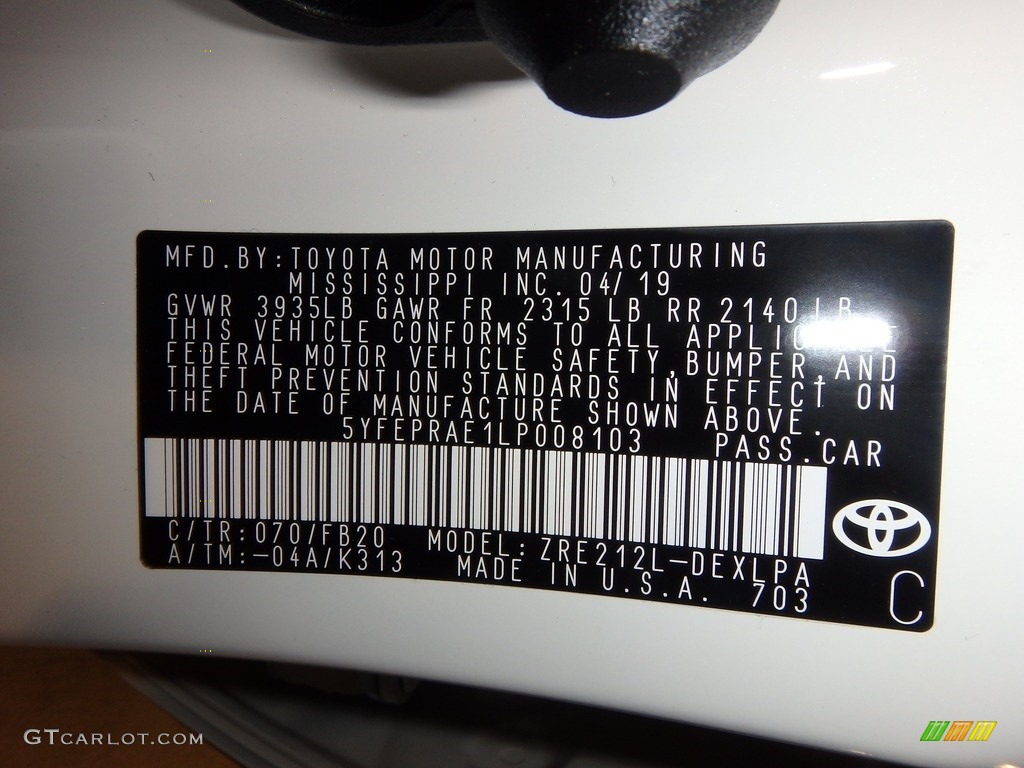 MFD.BY:TOYOTA MOTOR MANUFACTURING
MISSISSIPPI INC. 04/19
GVWR 3935LB GAWR FR 2315 LB RR 2140 LB
THIS VEHICLE CONFORMS TO ALL
FEDERAL MOTOR VEHICLE SAFETY,BUMPER,AND
THEFT PREVENTION STANDARDS IN EFFECT ON
THE DATE OF MANUFACTURE SHOWN ABOVE.
5YFEPRAE1LP008103 PASS.CAR
C/TR:070/FB20 MODEL:ZRE212L-DEXLPA
A/TM:-04A/K313 MADE IN U.S.A. 703
C
GTCARLOT.COM